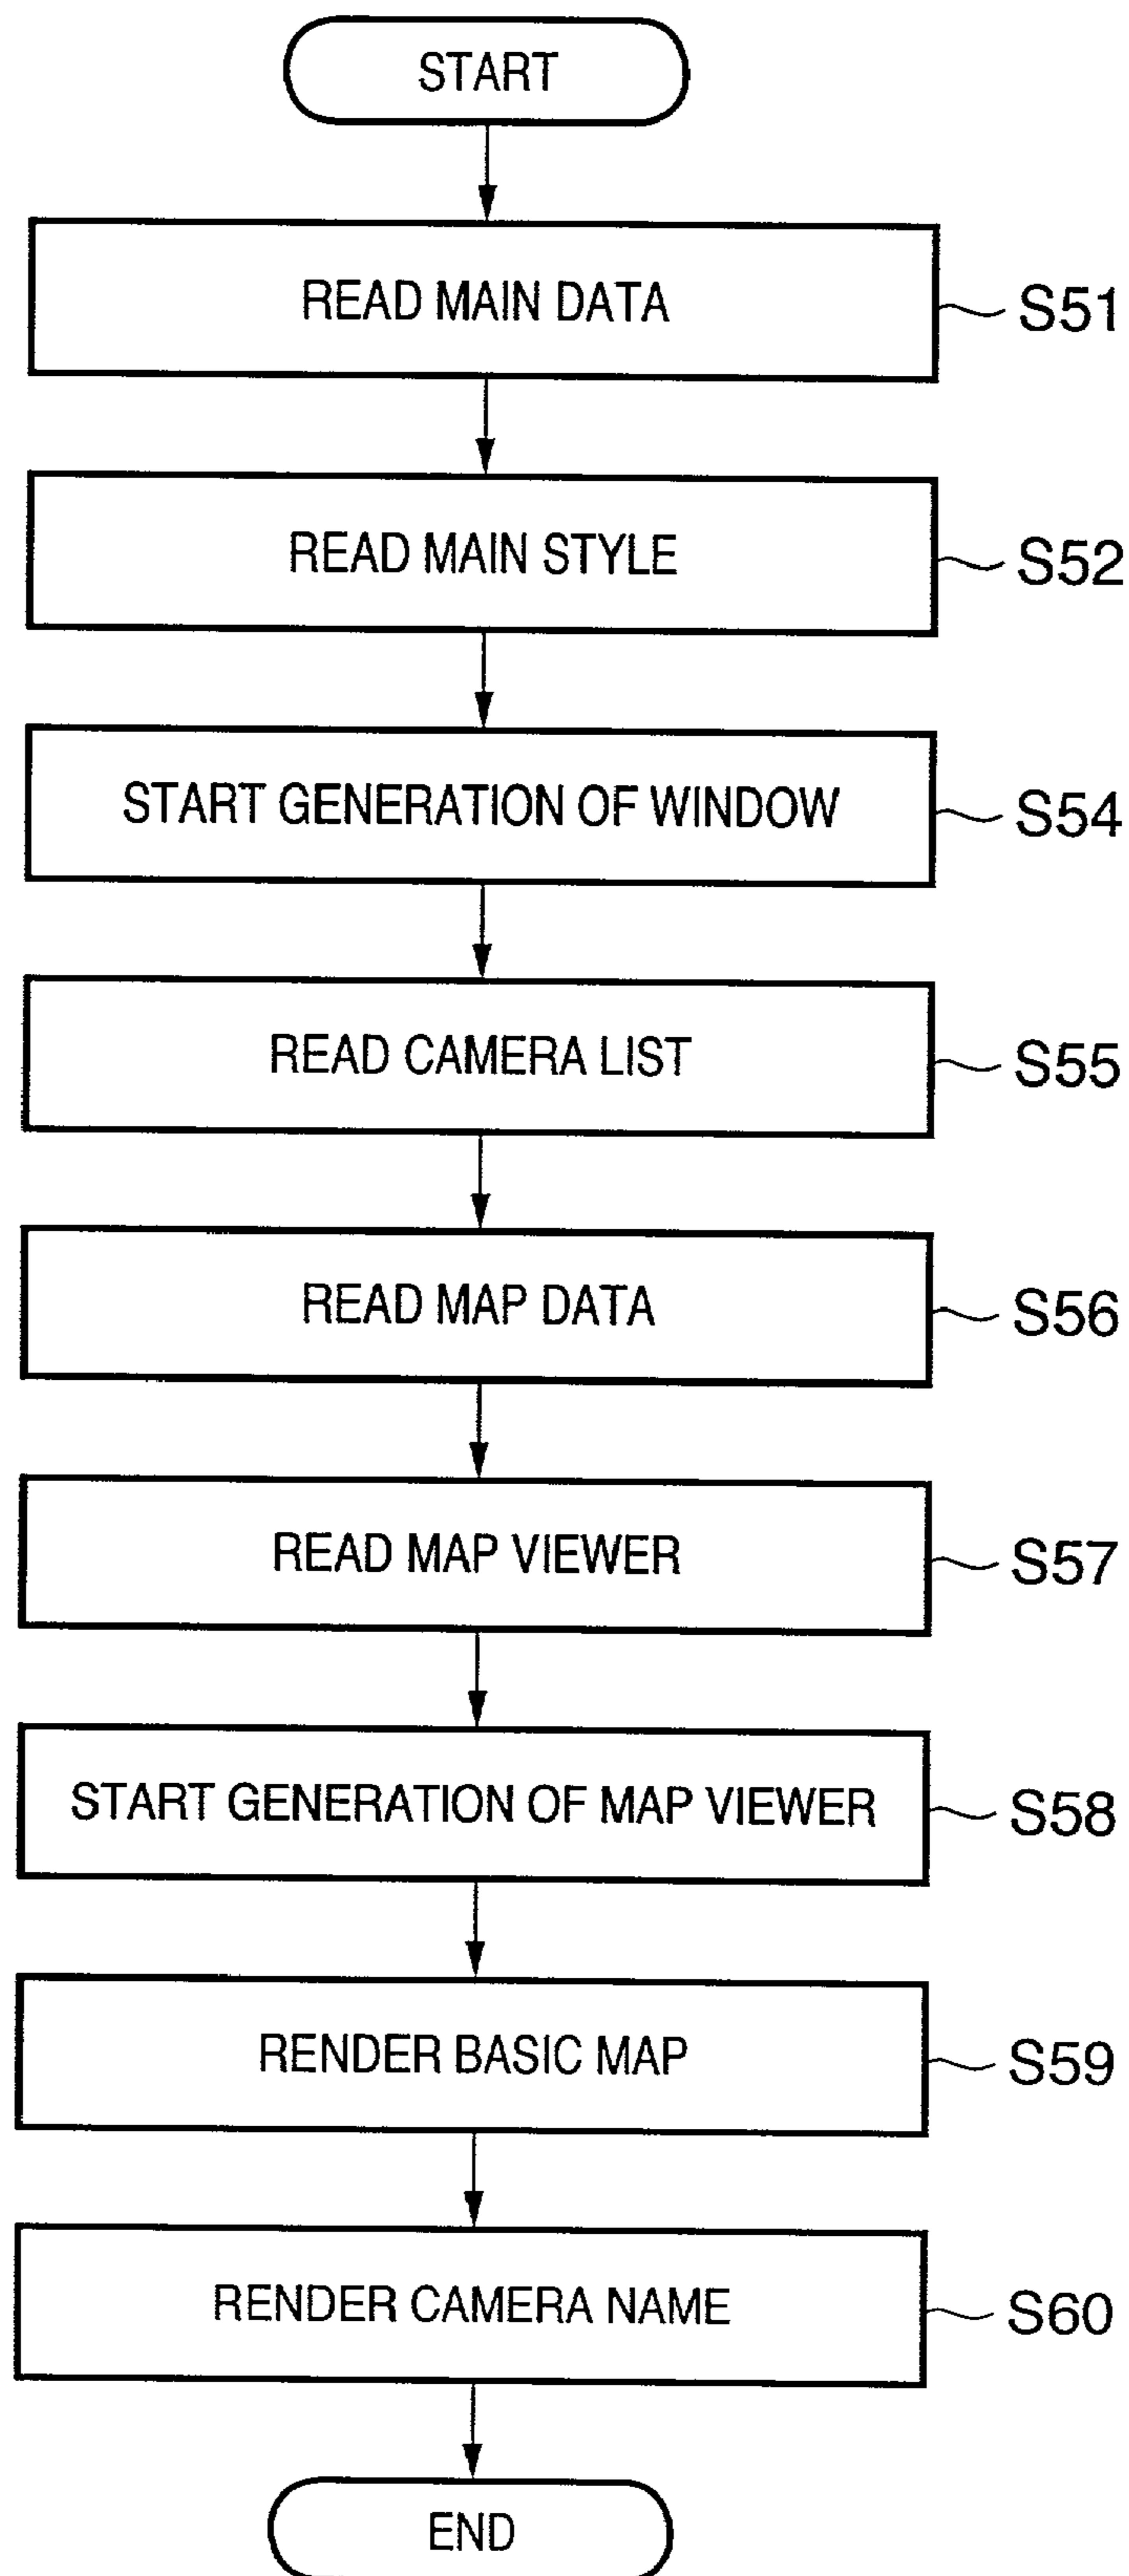 START
READ MAIN DATA
S51
READ MAIN STYLE
S52
START GENERATION OF WINDOW
S54
READ CAMERA LIST
S55
READ MAP DATA
S56
READ MAP VIEWER
S57
START GENERATION OF MAP VIEWER
S58
RENDER BASIC MAP
S59
RENDER CAMERA NAME
S60
END